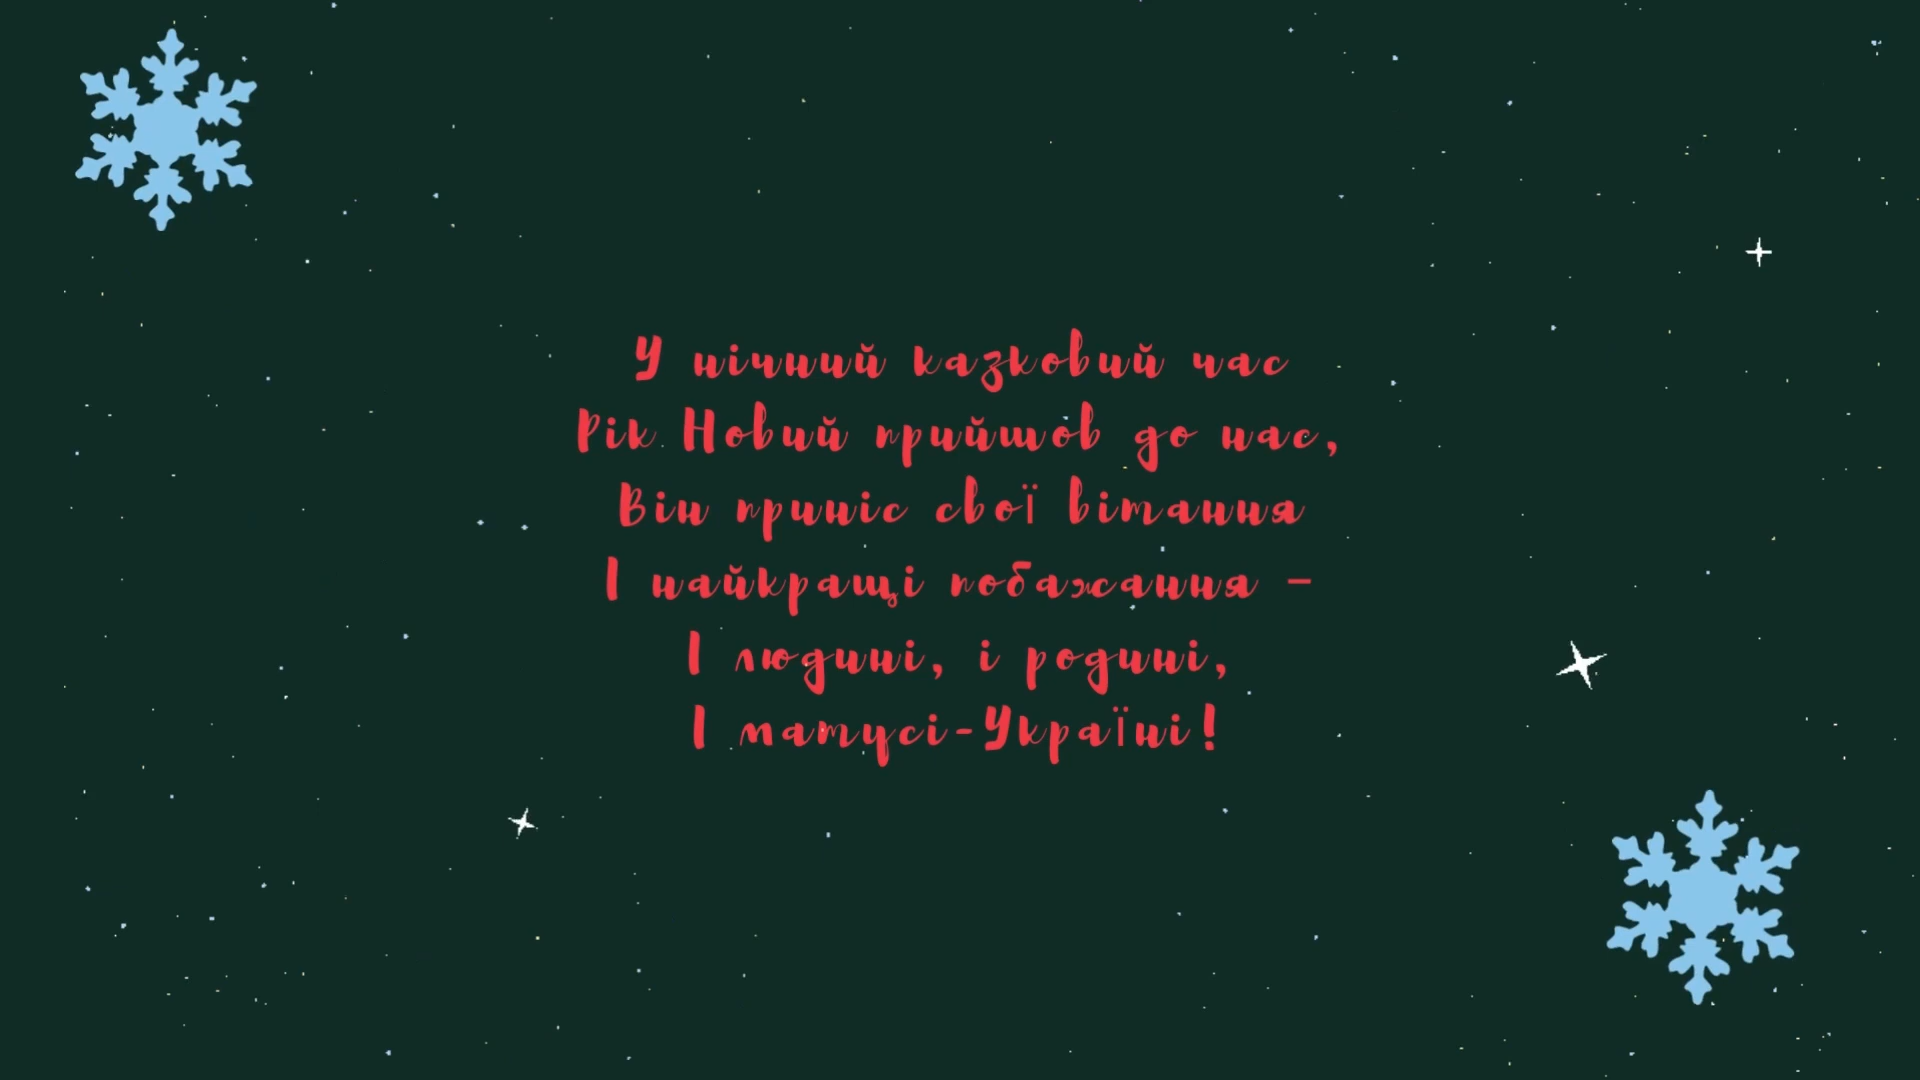 У нічний казковий час
Рік Новий прийшов до нас,
Він приніс свої вітання
І найкращі побажання –
І людині, і родині,
І матусі-Україні!